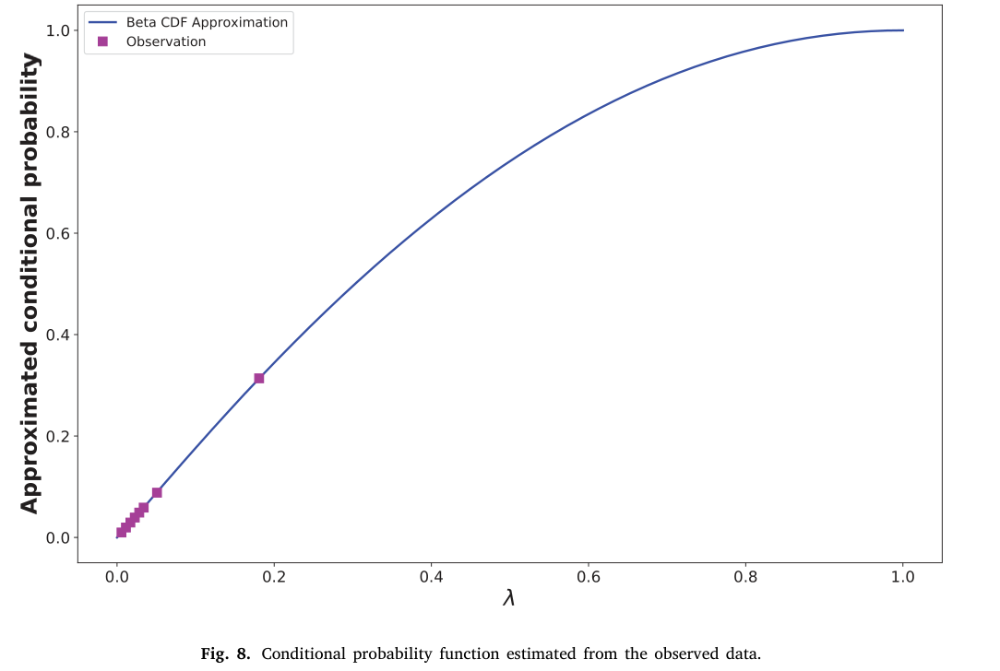 Beta CDF Approximation
Observation
Approximated conditional probability
1.0
0.8
0.6
0.4
0.2
0.0
0.0 0.2 0.4 0.6 0.8 1.0
λ
Fig. 8. Conditional probability function estimated from the observed data.